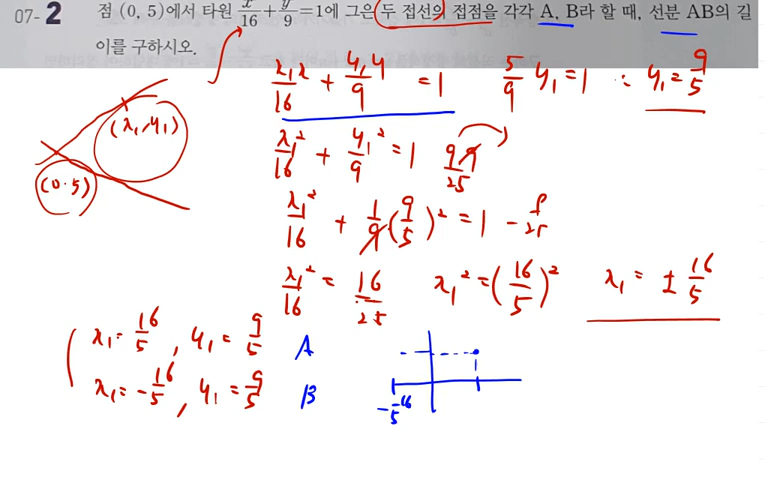 07-2 점 (0, 5)에서 타원 x²/16 + y²/9 = 1에 그은 두 접선의 접점을 각각 A, B라 할 때, 선분 AB의 길
이를 구하시오.
x₁x/16 + y₁y/9 = 1 5/9 y₁ = 1 ∴ y₁ = 9/5
(x₁, y₁)
(0·5)
x₁²/16 + y₁²/9 = 1 9/25
x₁²/16 + 1/9 (9/5)² = 1 - 9/25
x₁²/16 = 16/25 x₁² = (16/5)² x₁ = ± 16/5
x₁ = 16/5, y₁ = 9/5 A
x₁ = -16/5, y₁ = 9/5 B
-16/5